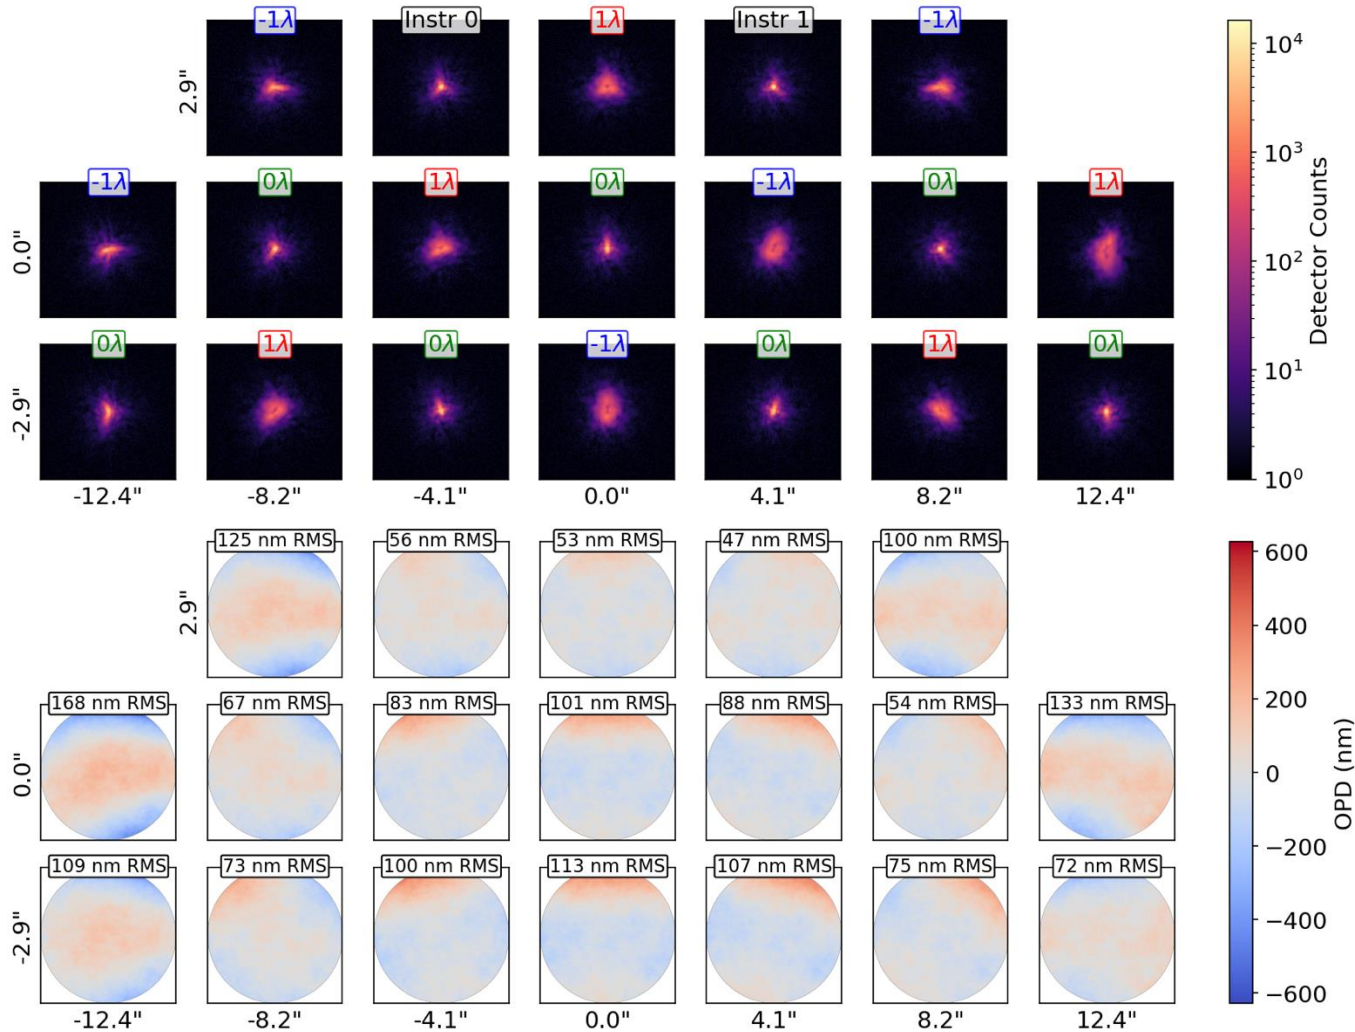 -1λ Instr 0 1λ Instr 1 -1λ
2.9"
-1λ 0λ 1λ 0λ -1λ 0λ 1λ
0.0"
0λ 1λ 0λ -1λ 0λ 1λ 0λ
-2.9"
-12.4" -8.2" -4.1" 0.0" 4.1" 8.2" 12.4"
10⁴
10³
10²
10¹
10⁰
Detector Counts
125 nm RMS 56 nm RMS 53 nm RMS 47 nm RMS 100 nm RMS
2.9"
168 nm RMS 67 nm RMS 83 nm RMS 101 nm RMS 88 nm RMS 54 nm RMS 133 nm RMS
0.0"
109 nm RMS 73 nm RMS 100 nm RMS 113 nm RMS 107 nm RMS 75 nm RMS 72 nm RMS
-2.9"
-12.4" -8.2" -4.1" 0.0" 4.1" 8.2" 12.4"
600
400
200
0
−200
−400
−600
OPD (nm)